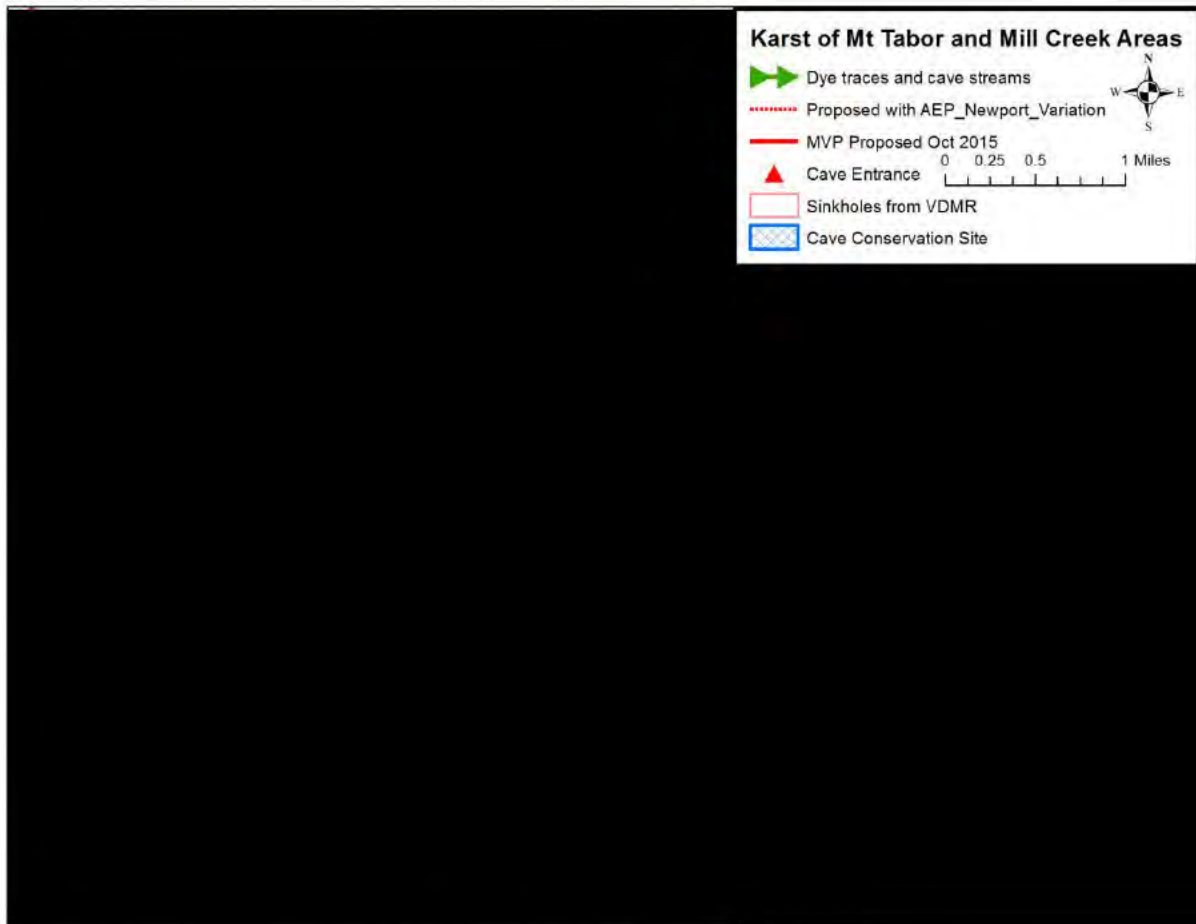 Karst of Mt Tabor and Mill Creek Areas
N
W E
S
Dye traces and cave streams
Proposed with AEP_Newport_Variation
MVP Proposed Oct 2015
0 0.25 0.5 1 Miles
Cave Entrance
Sinkholes from VDMR
Cave Conservation Site